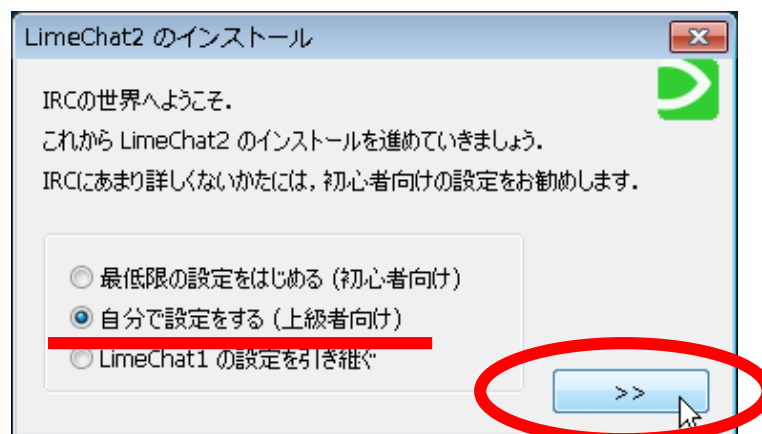 LimeChat2 のインストール
IRCの世界へようこそ.
これから LimeChat2 のインストールを進めていきましょう.
IRCにあまり詳しくないかたには, 初心者向けの設定をお勧めします.
最低限の設定をはじめる (初心者向け)
自分で設定をする (上級者向け)
LimeChat1 の設定を引き継ぐ
>>